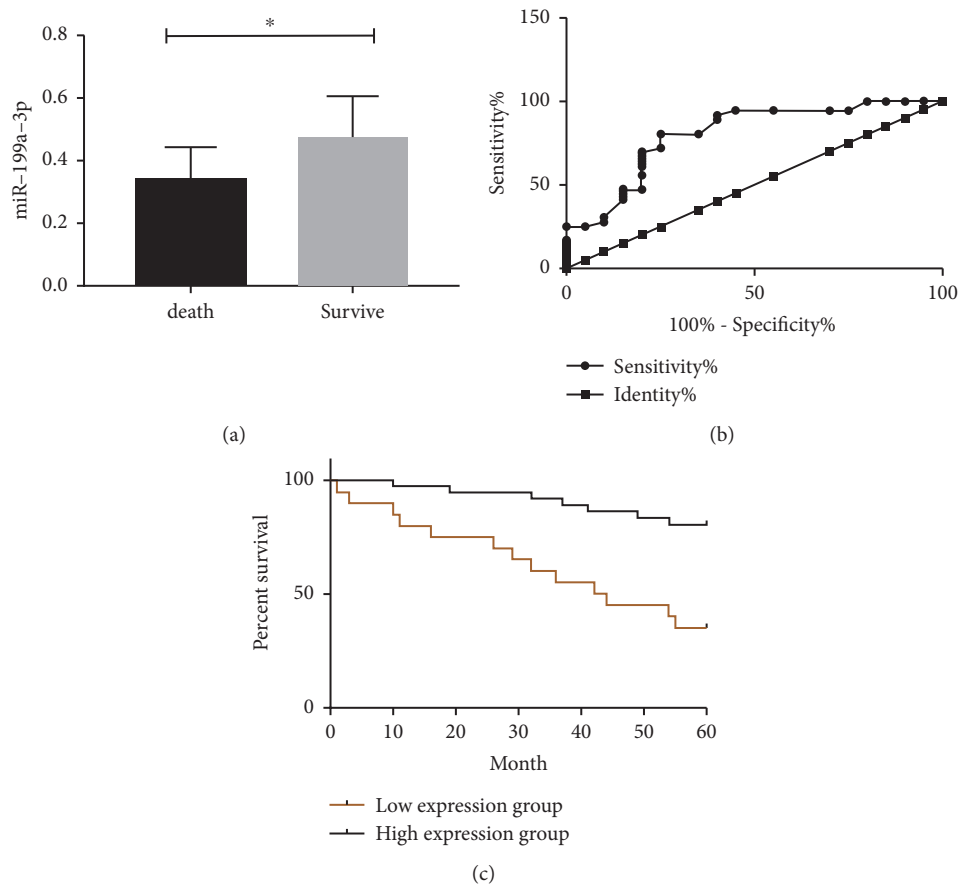 *
0.8
0.6
0.4
0.2
0.0
miR–199a–3p
death
Survive
(a)
150
100
50
0
Sensitivity%
0
50
100
100% - Specificity%
Sensitivity%
Identity%
(b)
100
50
0
Percent survival
0
10
20
30
40
50
60
Month
Low expression group
High expression group
(c)